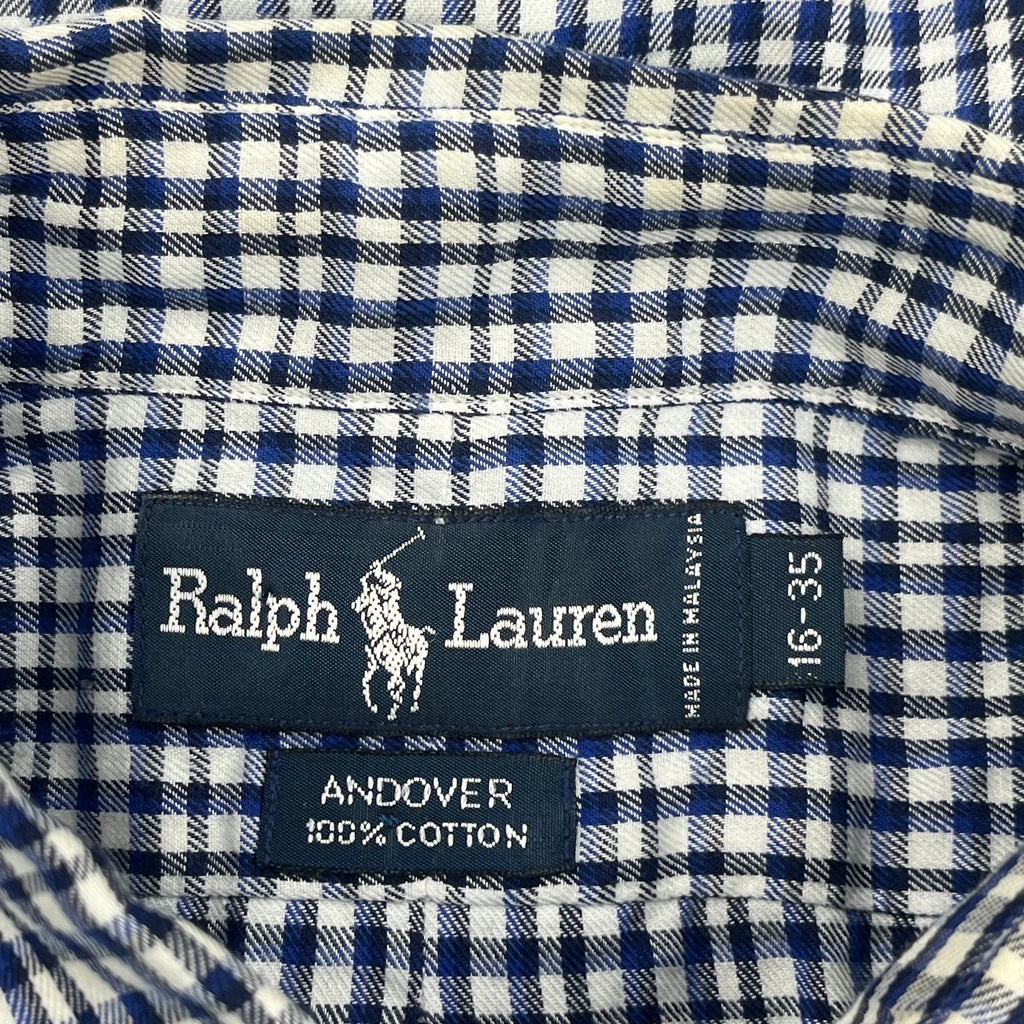 Ralph Lauren
MADE IN MALAYSIA
16-35
ANDOVER
100% COTTON